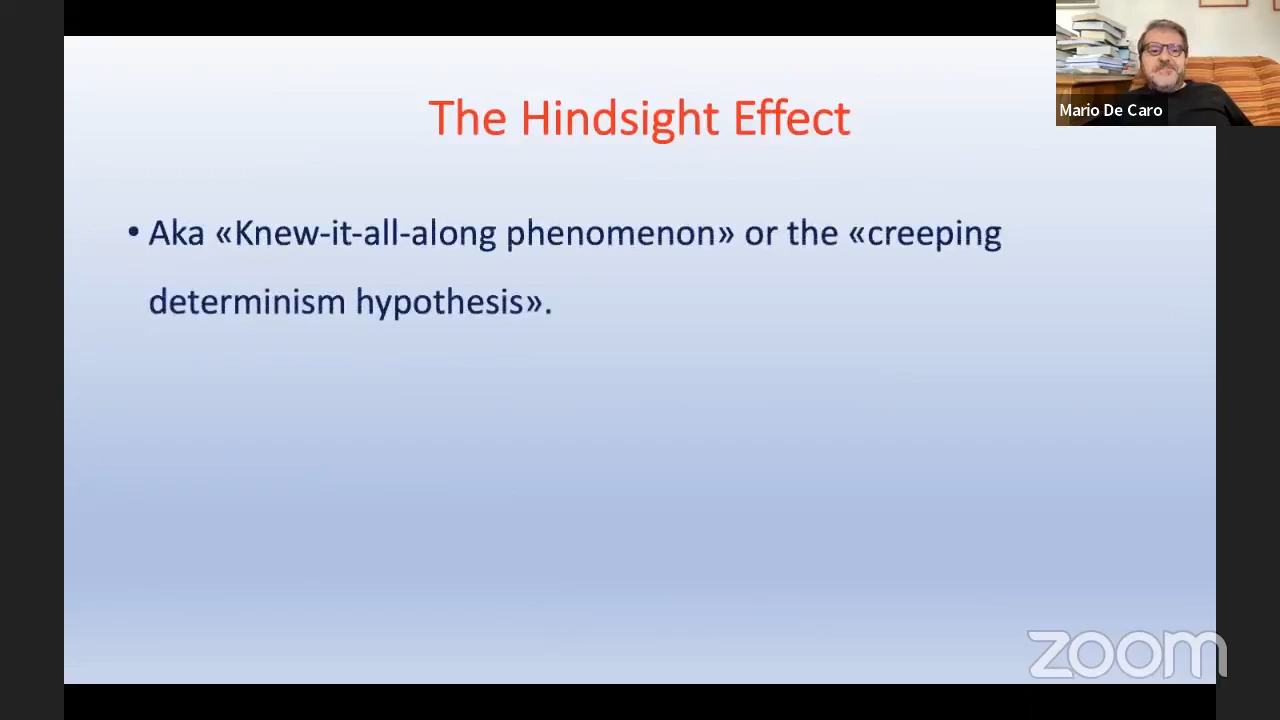 The Hindsight Effect
Mario De Caro
• Aka «Knew-it-all-along phenomenon» or the «creeping
determinism hypothesis».
zoom